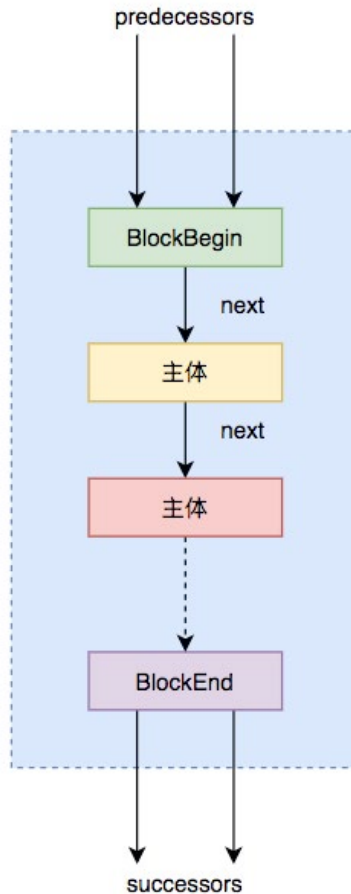 predecessors
BlockBegin
next
主体
next
主体
BlockEnd
successors